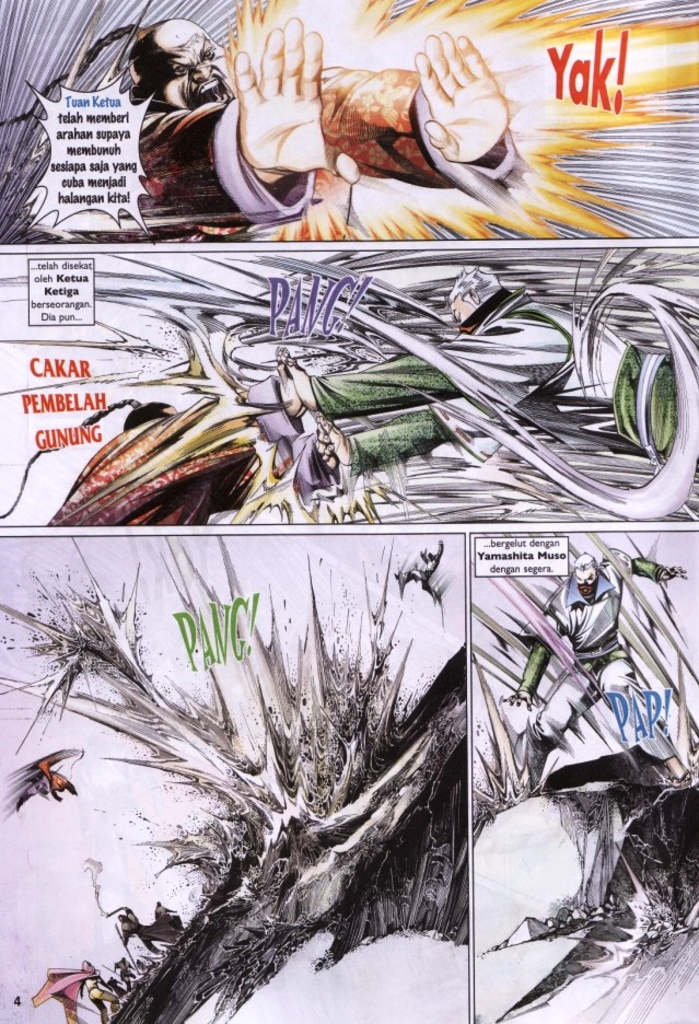 Tuan Ketua
telah memberi
arahan supaya
membunuh
sesiapa saja yang
cuba menjadi
halangan kita!
Yak!
...telah disekat
oleh Ketua
Ketiga
berseorangan.
Dia pun...
PANG!
CAKAR
PEMBELAH
GUNUNG
PANG!
...bergelut dengan
Yamashita Muso
dengan segera.
PAP!
4